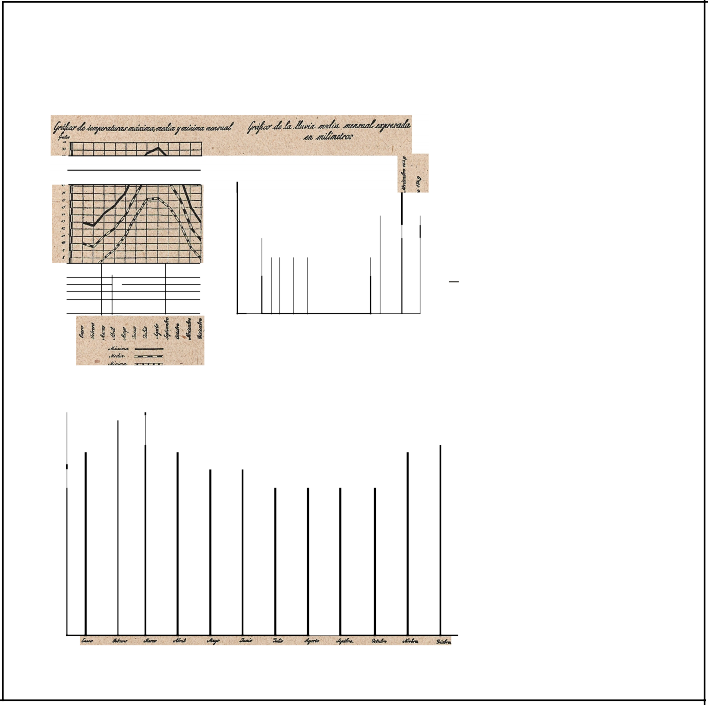 Gráfico de temperaturas máxima, media y mínima mensual
Gráfico de la lluvia media mensual expresada
en milímetros
Enero
Febrero
Marzo
Abril
Mayo
Junio
Julio
Agosto
Septiembre
Octubre
Noviembre
Diciembre
Máxima
Media
Mínima
Enero Febrero Marzo Abril Mayo Junio Julio Agosto Sepbre Octubre Novbre Dicbre